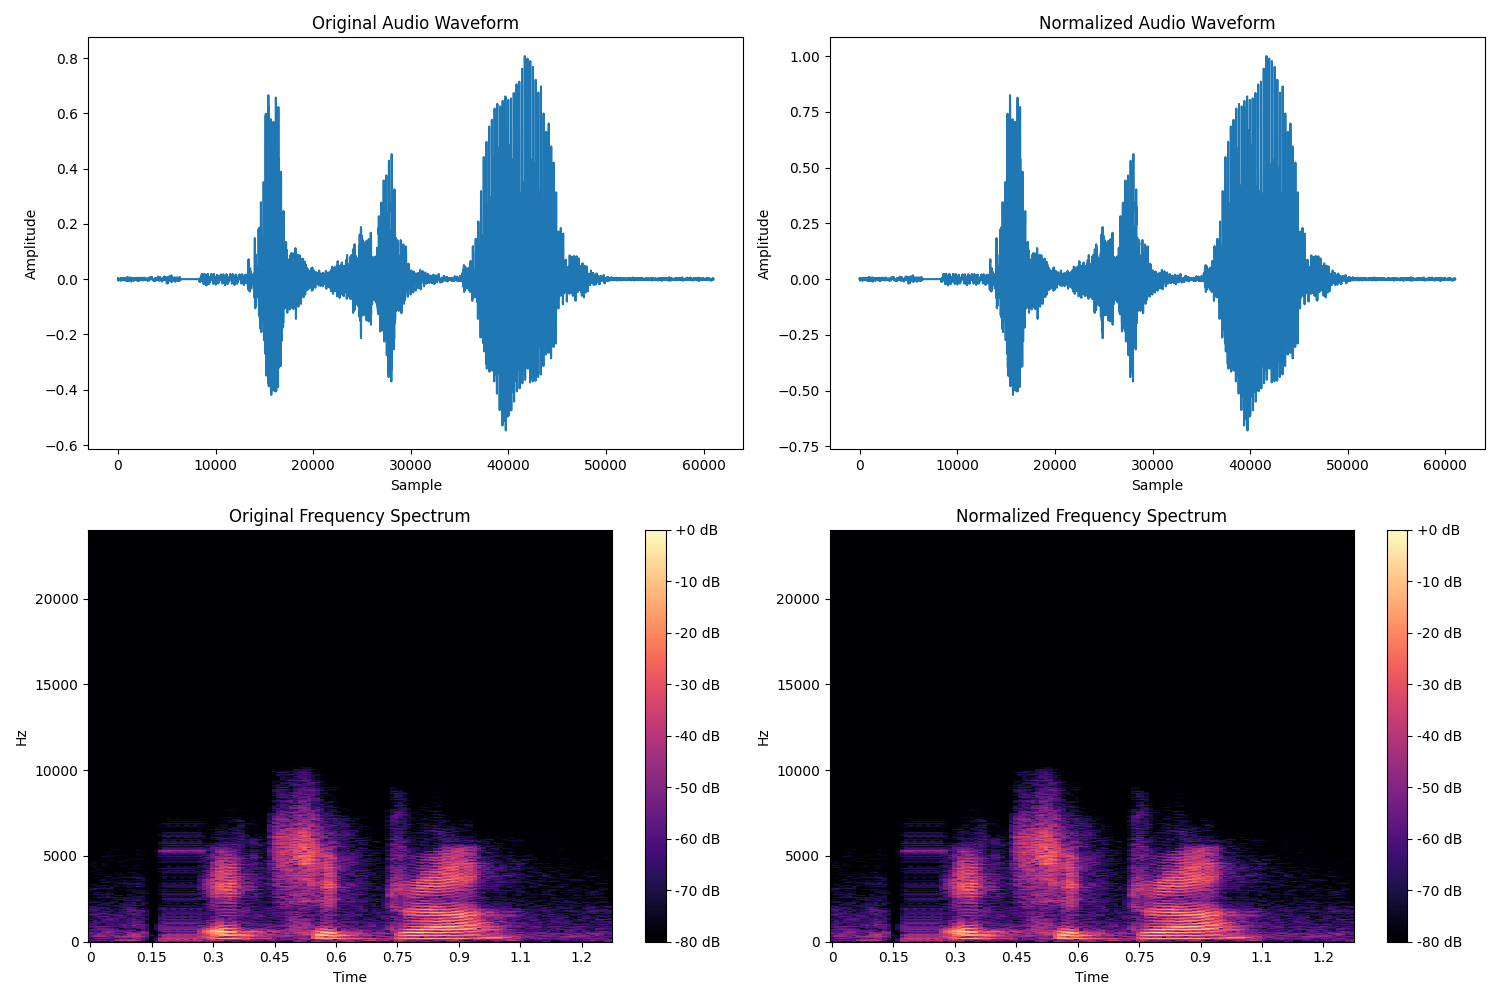 Original Audio Waveform
Amplitude
0.8
0.6
0.4
0.2
0.0
−0.2
−0.4
−0.6
0 10000 20000 30000 40000 50000 60000
Sample
Normalized Audio Waveform
Amplitude
1.00
0.75
0.50
0.25
0.00
−0.25
−0.50
−0.75
0 10000 20000 30000 40000 50000 60000
Sample
Original Frequency Spectrum
Hz
20000
15000
10000
5000
0
0 0.15 0.3 0.45 0.6 0.75 0.9 1.1 1.2
Time
+0 dB
-10 dB
-20 dB
-30 dB
-40 dB
-50 dB
-60 dB
-70 dB
-80 dB
Normalized Frequency Spectrum
Hz
20000
15000
10000
5000
0
0 0.15 0.3 0.45 0.6 0.75 0.9 1.1 1.2
Time
+0 dB
-10 dB
-20 dB
-30 dB
-40 dB
-50 dB
-60 dB
-70 dB
-80 dB